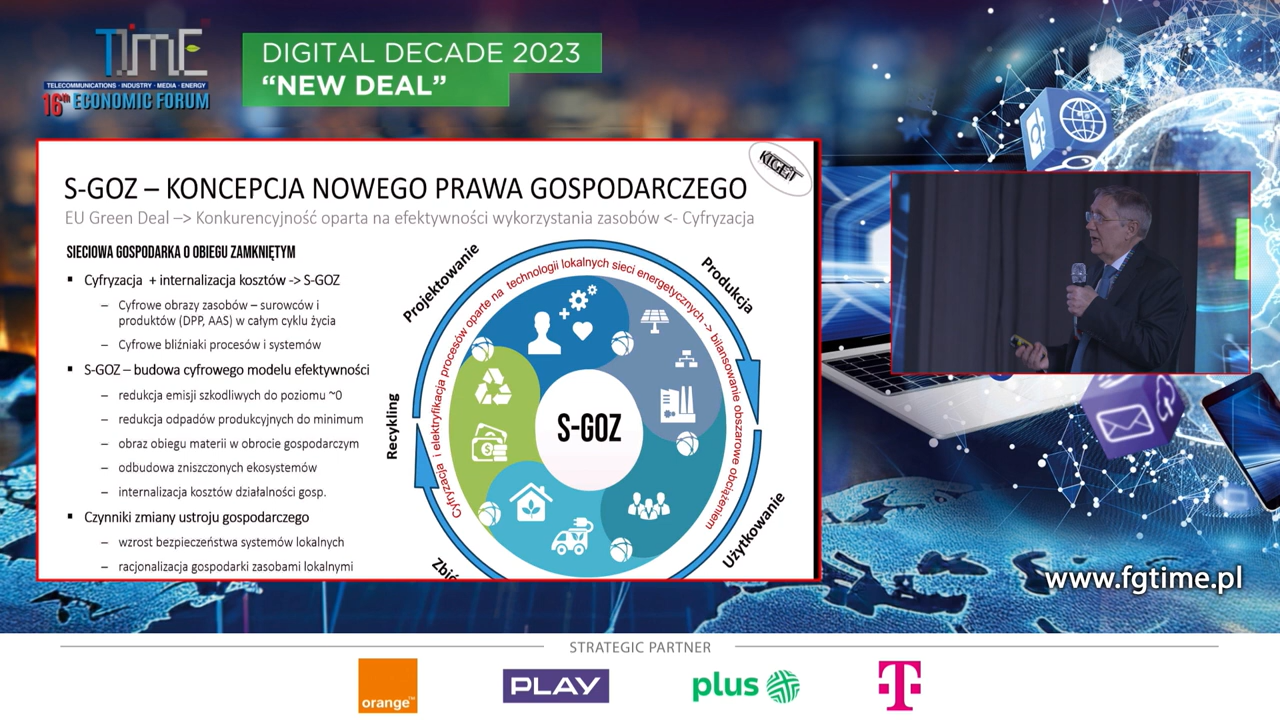 TIME
TELECOMMUNICATIONS · INDUSTRY · MEDIA · ENERGY
16th ECONOMIC FORUM
DIGITAL DECADE 2023
“NEW DEAL”
KIGEiT
S-GOZ – KONCEPCJA NOWEGO PRAWA GOSPODARCZEGO
EU Green Deal –> Konkurencyjność oparta na efektywności wykorzystania zasobów <- Cyfryzacja
SIECIOWA GOSPODARKA O OBIEGU ZAMKNIĘTYM
▪ Cyfryzacja + internalizacja kosztów -> S-GOZ
– Cyfrowe obrazy zasobów – surowców i
produktów (DPP, AAS) w całym cyklu życia
– Cyfrowe bliźniaki procesów i systemów
▪ S-GOZ – budowa cyfrowego modelu efektywności
– redukcja emisji szkodliwych do poziomu ~0
– redukcja odpadów produkcyjnych do minimum
– obraz obiegu materii w obrocie gospodarczym
– odbudowa zniszczonych ekosystemów
– internalizacja kosztów działalności gosp.
▪ Czynniki zmiany ustroju gospodarczego
– wzrost bezpieczeństwa systemów lokalnych
– racjonalizacja gospodarki zasobami lokalnymi
Projektowanie
Produkcja
Użytkowanie
Recykling
Cyfryzacja i elektryfikacja procesów oparte na technologii lokalnych sieci energetycznych -> bilansowanie obszarowe obciążeniem
S-GOZ
www.fgtime.pl
STRATEGIC PARTNER
orange™
PLAY
plus
T